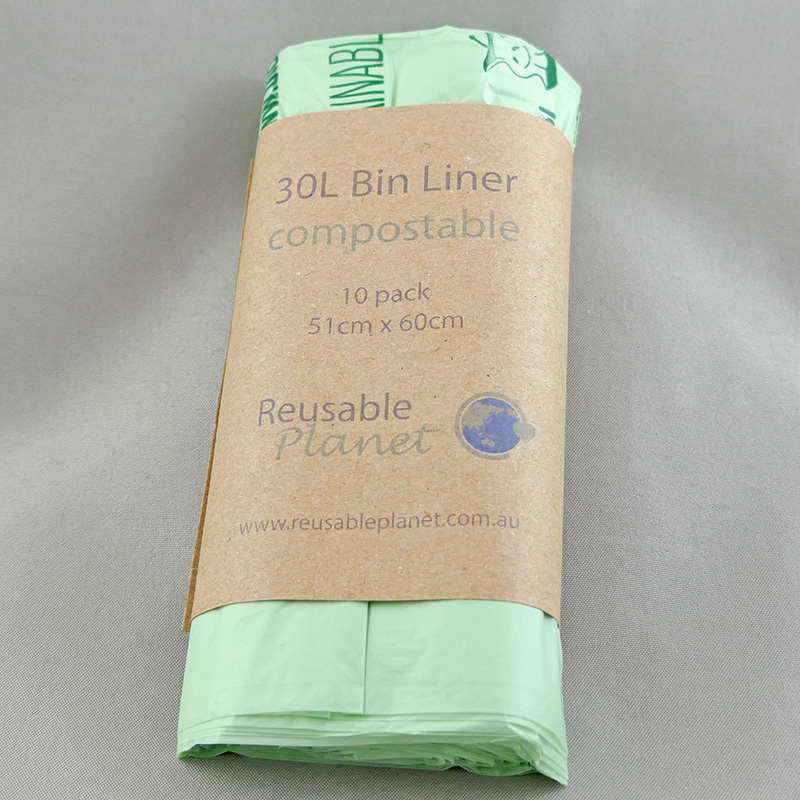 30L Bin Liner
compostable
10 pack
51cm x 60cm
Reusable
Planet
www.reusableplanet.com.au